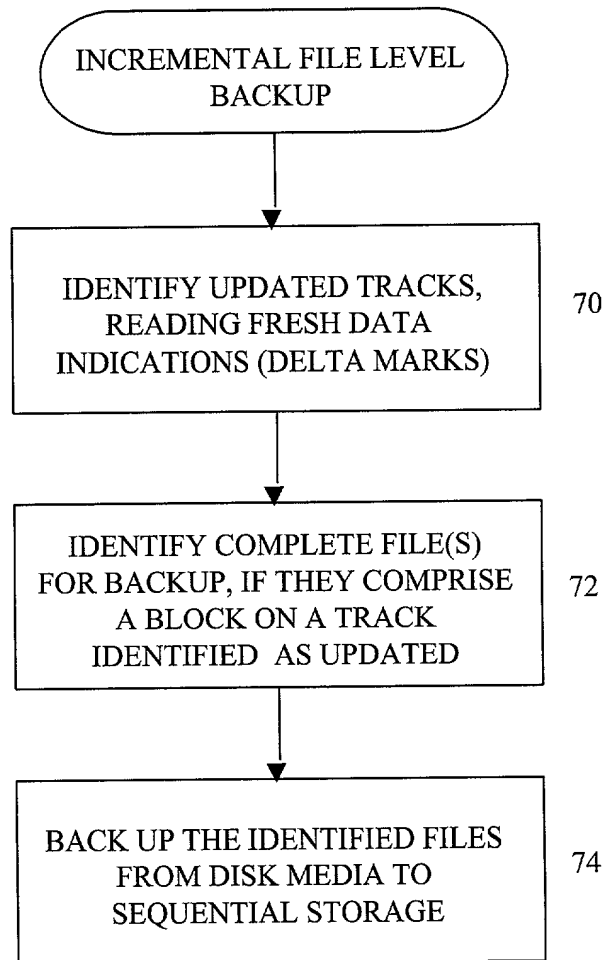 INCREMENTAL FILE LEVEL
BACKUP
IDENTIFY UPDATED TRACKS,
READING FRESH DATA
INDICATIONS (DELTA MARKS)
70
IDENTIFY COMPLETE FILE(S)
FOR BACKUP, IF THEY COMPRISE
A BLOCK ON A TRACK
IDENTIFIED AS UPDATED
72
BACK UP THE IDENTIFIED FILES
FROM DISK MEDIA TO
SEQUENTIAL STORAGE
74